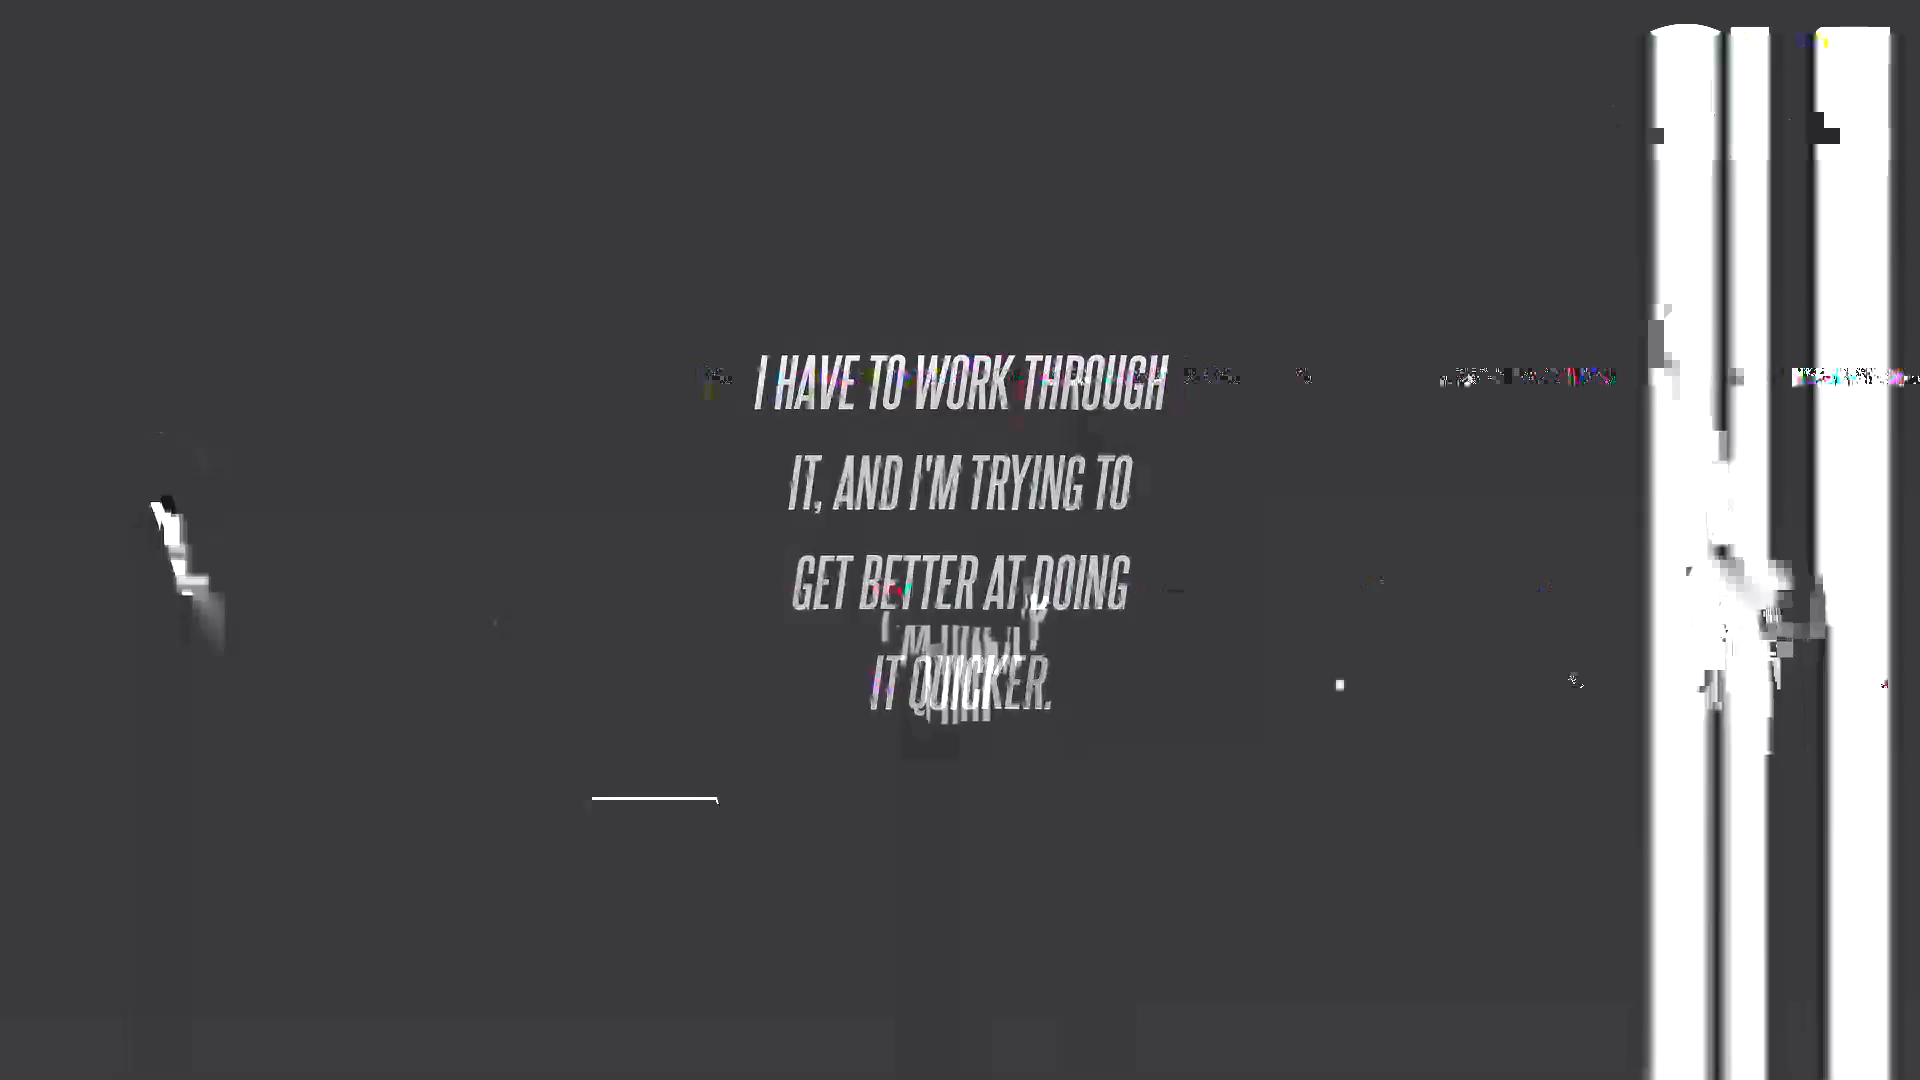 I HAVE TO WORK THROUGH
IT, AND I'M TRYING TO
GET BETTER AT DOING
IT QUICKER.